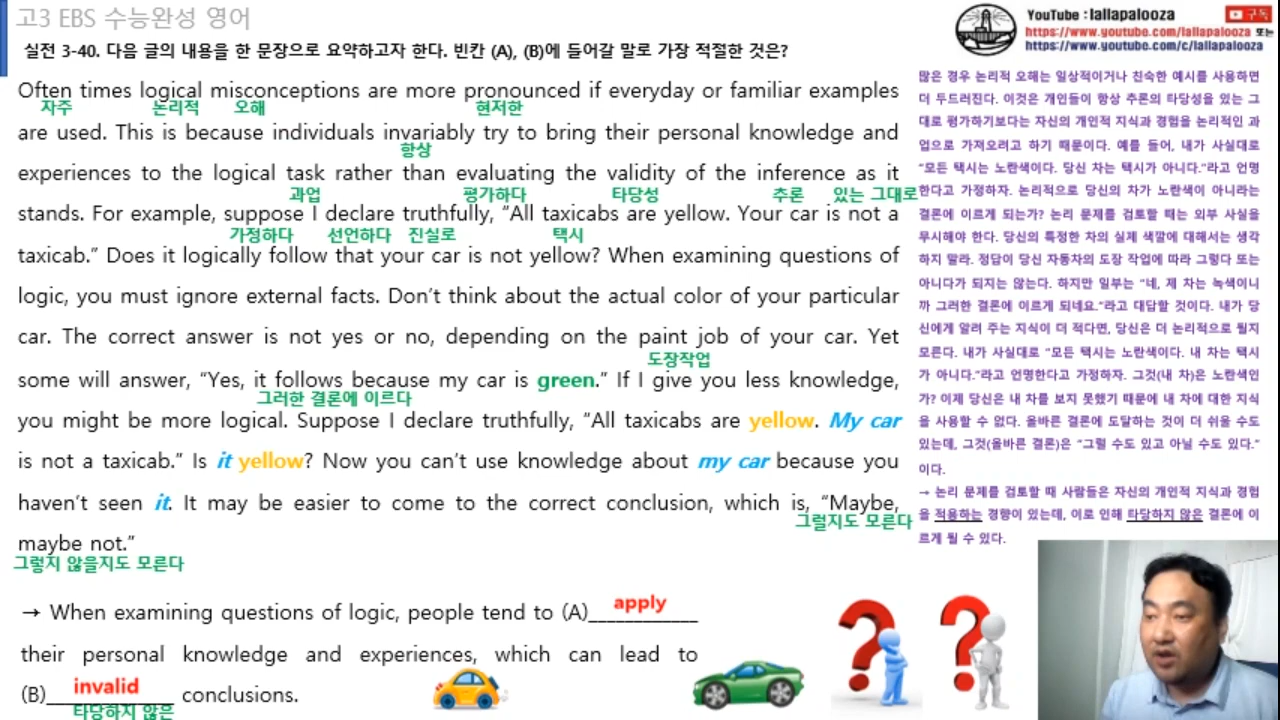 고3 EBS 수능완성 영어
실전 3-40. 다음 글의 내용을 한 문장으로 요약하고자 한다. 빈칸 (A), (B)에 들어갈 말로 가장 적절한 것은?
YouTube : lallapalooza
구독
https://www.youtube.com/lallapalooza 또는
https://www.youtube.com/c/lallapalooza
Often times logical misconceptions are more pronounced if everyday or familiar examples
자주 논리적 오해 현저한
are used. This is because individuals invariably try to bring their personal knowledge and
항상
experiences to the logical task rather than evaluating the validity of the inference as it
과업 평가하다 타당성 추론 있는 그대로
stands. For example, suppose I declare truthfully, “All taxicabs are yellow. Your car is not a
가정하다 선언하다 진실로 택시
taxicab.” Does it logically follow that your car is not yellow? When examining questions of
logic, you must ignore external facts. Don’t think about the actual color of your particular
car. The correct answer is not yes or no, depending on the paint job of your car. Yet
도장작업
some will answer, “Yes, it follows because my car is green.” If I give you less knowledge,
그러한 결론에 이르다
you might be more logical. Suppose I declare truthfully, “All taxicabs are yellow. My car
is not a taxicab.” Is it yellow? Now you can’t use knowledge about my car because you
haven’t seen it. It may be easier to come to the correct conclusion, which is, “Maybe,
그럴지도 모른다
maybe not.”
그렇지 않을지도 모른다
→ When examining questions of logic, people tend to (A)____________
apply
their personal knowledge and experiences, which can lead to
(B)____________ conclusions.
invalid
타당하지 않은
많은 경우 논리적 오해는 일상적이거나 친숙한 예시를 사용하면
더 두드러진다. 이것은 개인들이 항상 추론의 타당성을 있는 그
대로 평가하기보다는 자신의 개인적 지식과 경험을 논리적인 과
업으로 가져오려고 하기 때문이다. 예를 들어, 내가 사실대로
“모든 택시는 노란색이다. 당신 차는 택시가 아니다.”라고 언명
한다고 가정하자. 논리적으로 당신의 차가 노란색이 아니라는
결론에 이르게 되는가? 논리 문제를 검토할 때는 외부 사실을
무시해야 한다. 당신의 특정한 차의 실제 색깔에 대해서는 생각
하지 말라. 정답이 당신 자동차의 도장 작업에 따라 그렇다 또는
아니다가 되지는 않는다. 하지만 일부는 “네, 제 차는 녹색이니
까 그러한 결론에 이르게 되네요.”라고 대답할 것이다. 내가 당
신에게 알려 주는 지식이 더 적다면, 당신은 더 논리적으로 될지
모른다. 내가 사실대로 “모든 택시는 노란색이다. 내 차는 택시
가 아니다.”라고 언명한다고 가정하자. 그것(내 차)은 노란색인
가? 이제 당신은 내 차를 보지 못했기 때문에 내 차에 대한 지식
을 사용할 수 없다. 올바른 결론에 도달하는 것이 더 쉬울 수도
있는데, 그것(올바른 결론)은 “그럴 수도 있고 아닐 수도 있다.”
이다.
→ 논리 문제를 검토할 때 사람들은 자신의 개인적 지식과 경험
을 적용하는 경향이 있는데, 이로 인해 타당하지 않은 결론에 이
르게 될 수 있다.